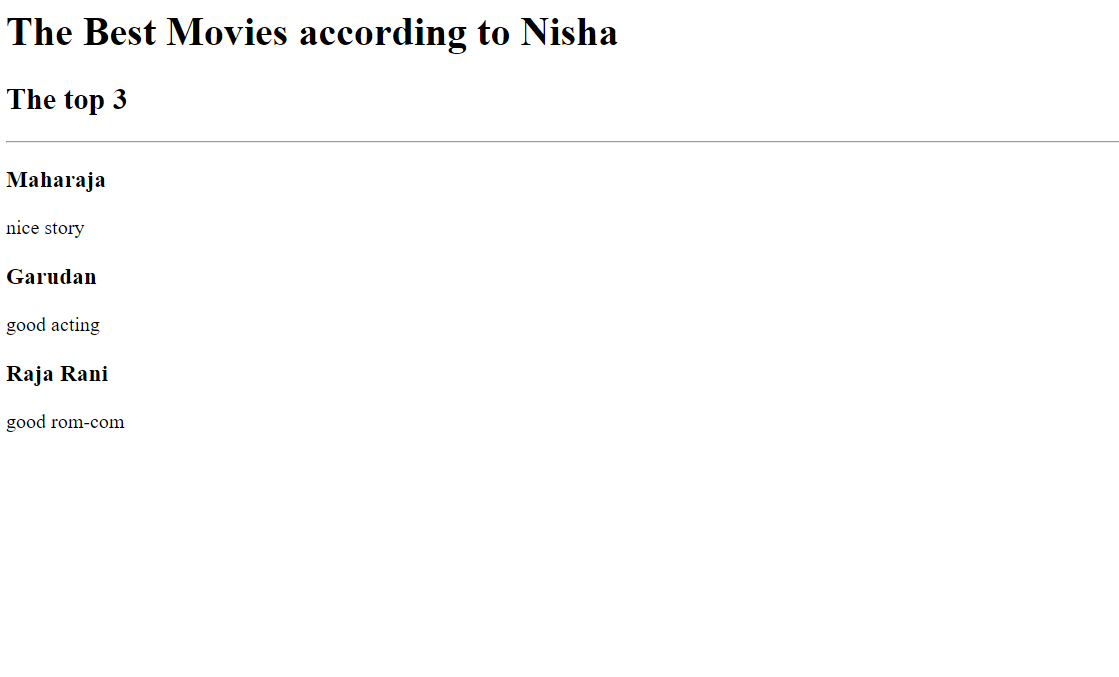 The Best Movies according to Nisha
The top 3
Maharaja
nice story
Garudan
good acting
Raja Rani
good rom-com